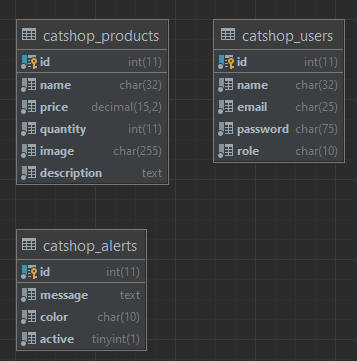 catshop_products
id int(11)
name char(32)
price decimal(15,2)
quantity int(11)
image char(255)
description text
catshop_users
id int(11)
name char(32)
email char(25)
password char(75)
role char(10)
catshop_alerts
id int(11)
message text
color char(10)
active tinyint(1)